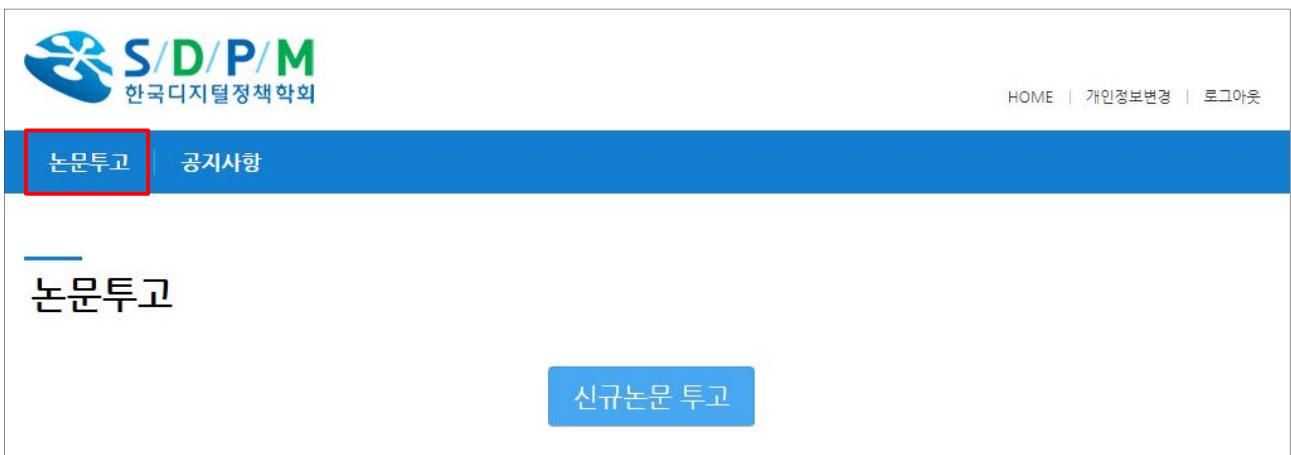 S/D/P/M
한국디지털정책학회
HOME | 개인정보변경 | 로그아웃
논문투고 | 공지사항
논문투고
신규논문 투고